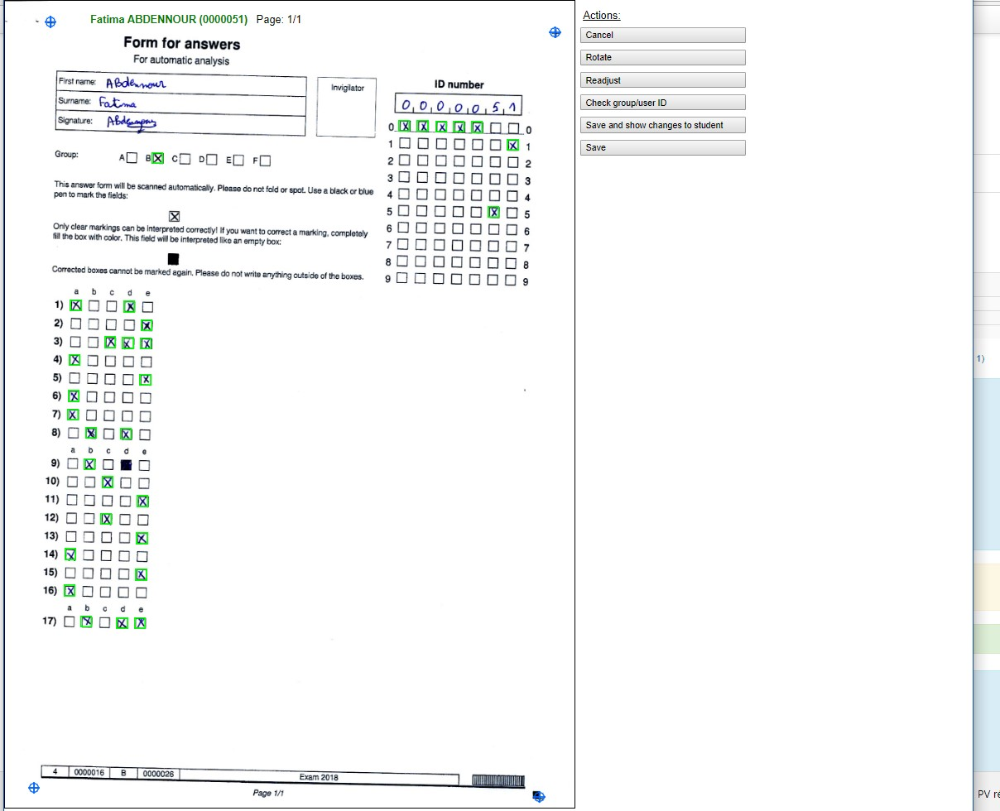 Fatima ABDENNOUR (0000051) Page: 1/1
Form for answers
For automatic analysis
First name: Abdennour
Surname: Fatima
Signature:
Invigilator
ID number
0,0,0,0,0,5,1
0 0
1 1
2 2
3 3
4 4
5 5
6 6
7 7
8 8
9 9
Group: A B C D E F
This answer form will be scanned automatically. Please do not fold or spot. Use a black or blue
pen to mark the fields:
Only clear markings can be interpreted correctly! If you want to correct a marking, completely
fill the box with color. This field will be interpreted like an empty box:
Corrected boxes cannot be marked again. Please do not write anything outside of the boxes.
a b c d e
1)
2)
3)
4)
5)
6)
7)
8)
a b c d e
9)
10)
11)
12)
13)
14)
15)
16)
a b c d e
17)
4 0000016 B 0000026 Exam 2018
Page 1/1
Actions:
Cancel
Rotate
Readjust
Check group/user ID
Save and show changes to student
Save
1)
PV